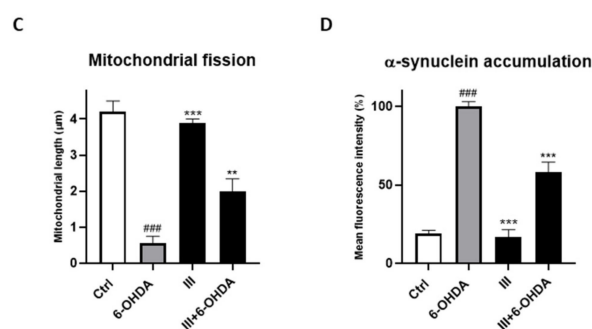 C
Mitochondrial fission
Mitochondrial length (μm)
4
3
2
1
0
###
***
**
Ctrl
6-OHDA
III
III+6-OHDA
D
α-synuclein accumulation
Mean fluorescence intensity (%)
100
50
0
###
***
***
Ctrl
6-OHDA
III
III+6-OHDA